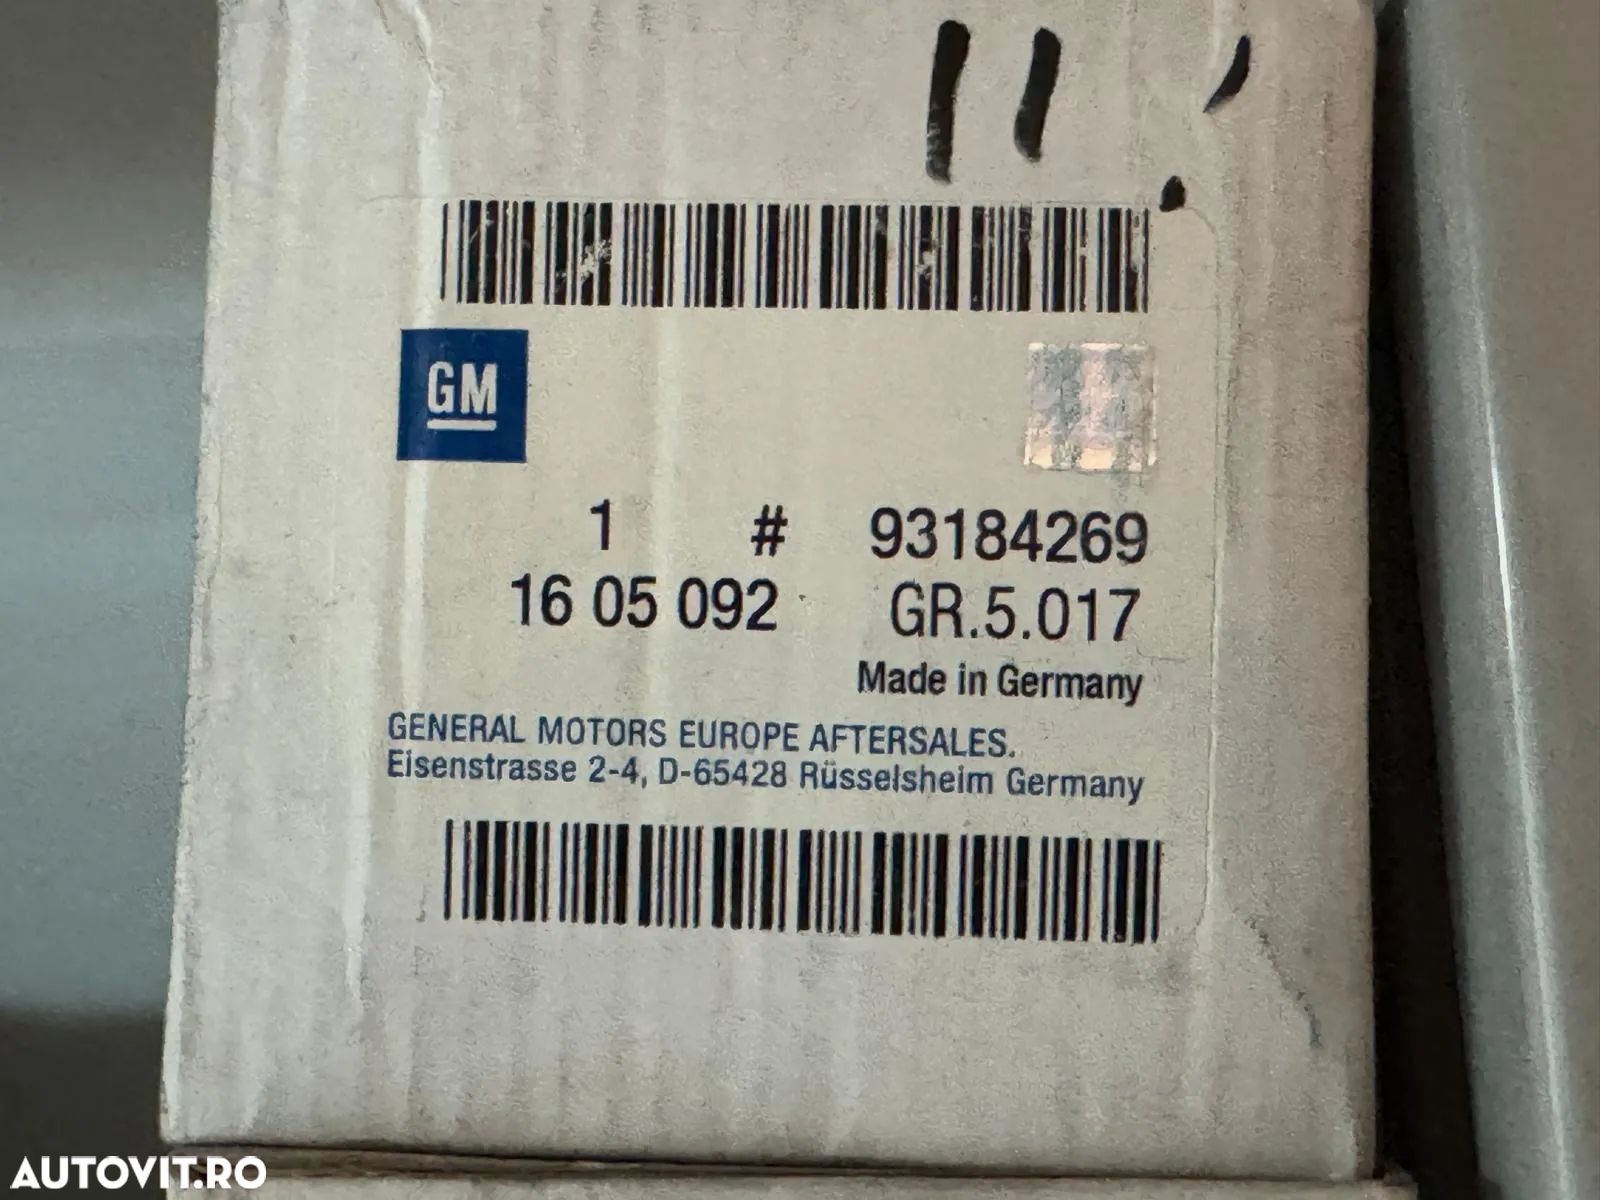 11!
GM
1 # 93184269
16 05 092 GR.5.017
Made in Germany
GENERAL MOTORS EUROPE AFTERSALES.
Eisenstrasse 2-4, D-65428 Rüsselsheim Germany
AUTOVIT.RO